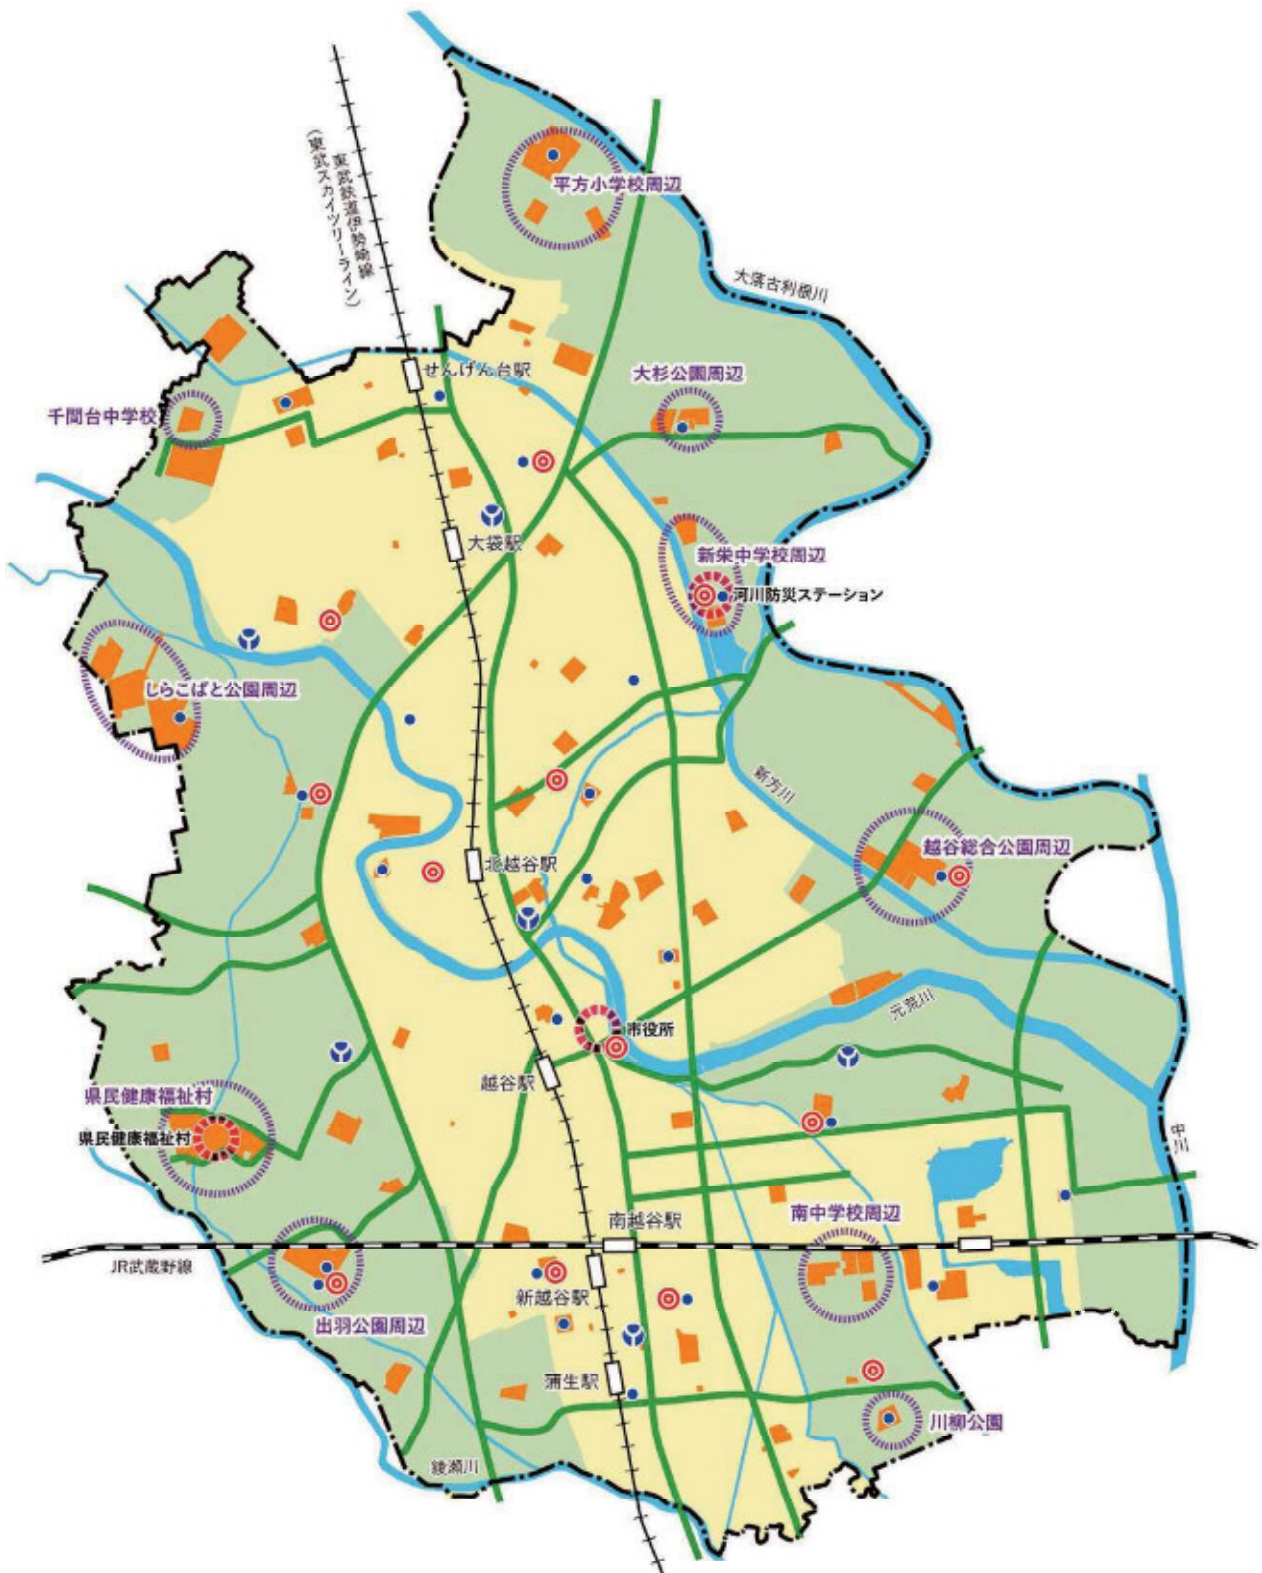 東武鉄道伊勢崎線
(東武スカイツリーライン)
平方小学校周辺
大落古利根川
せんげん台駅
大杉公園周辺
千間台中学校
大袋駅
新栄中学校周辺
河川防災ステーション
しらこばと公園周辺
新方川
北越谷駅
越谷総合公園周辺
元荒川
市役所
越谷駅
県民健康福祉村
県民健康福祉村
中川
南越谷駅
南中学校周辺
JR武蔵野線
新越谷駅
出羽公園周辺
蒲生駅
川柳公園
綾瀬川